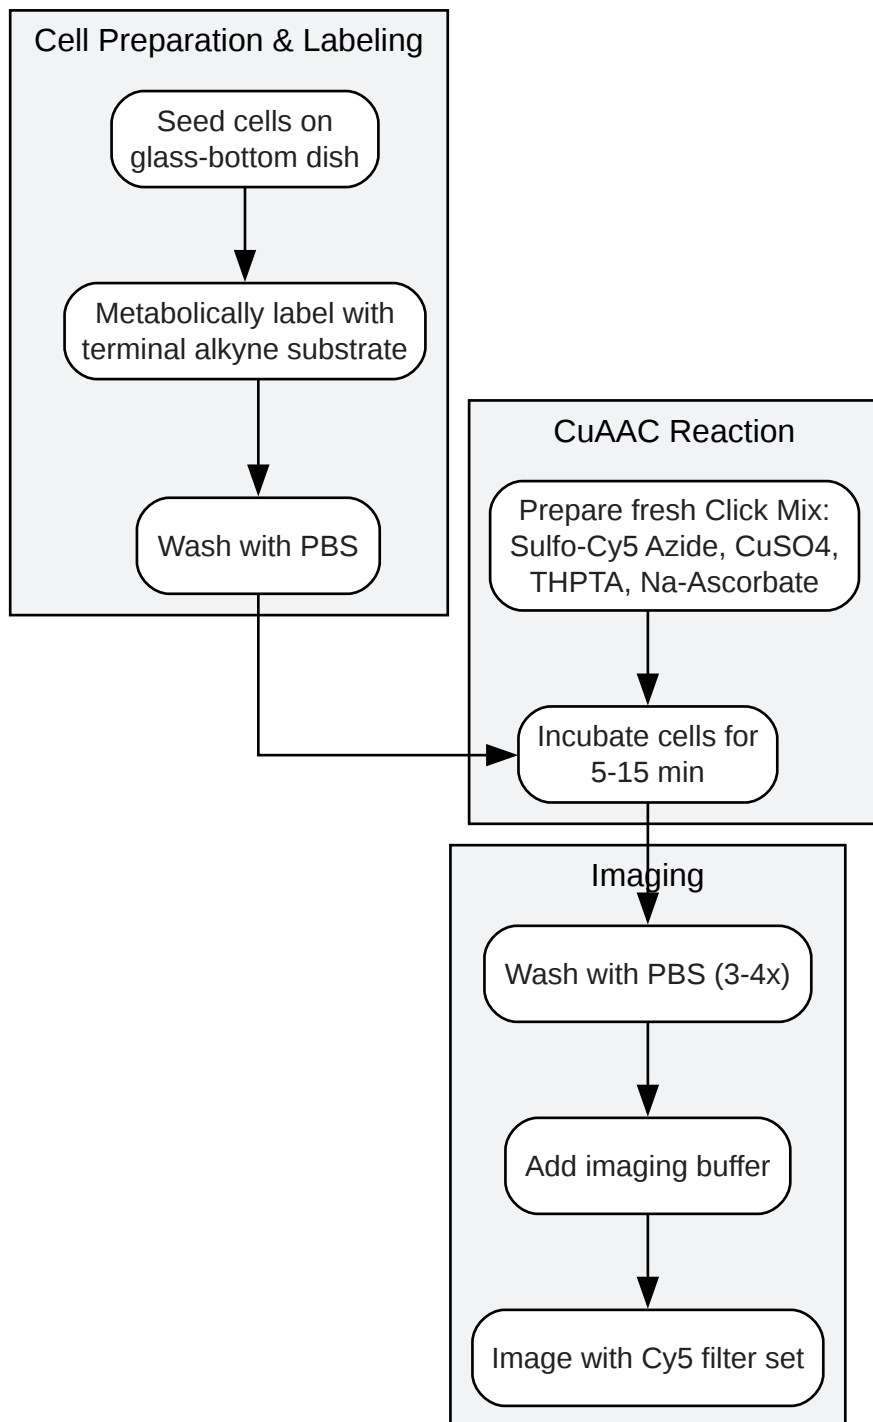 Cell Preparation & Labeling
Seed cells on
glass-bottom dish
Metabolically label with
terminal alkyne substrate
Wash with PBS
CuAAC Reaction
Prepare fresh Click Mix:
Sulfo-Cy5 Azide, CuSO4,
THPTA, Na-Ascorbate
Incubate cells for
5-15 min
Imaging
Wash with PBS (3-4x)
Add imaging buffer
Image with Cy5 filter set